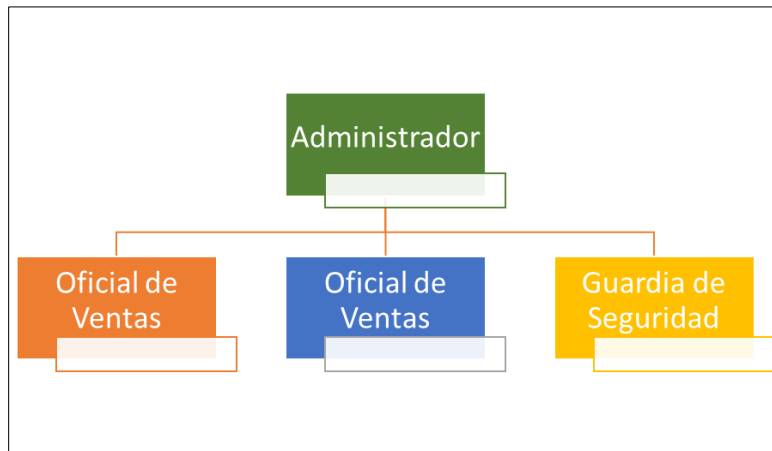 Administrador
Oficial de
Ventas
Oficial de
Ventas
Guardia de
Seguridad